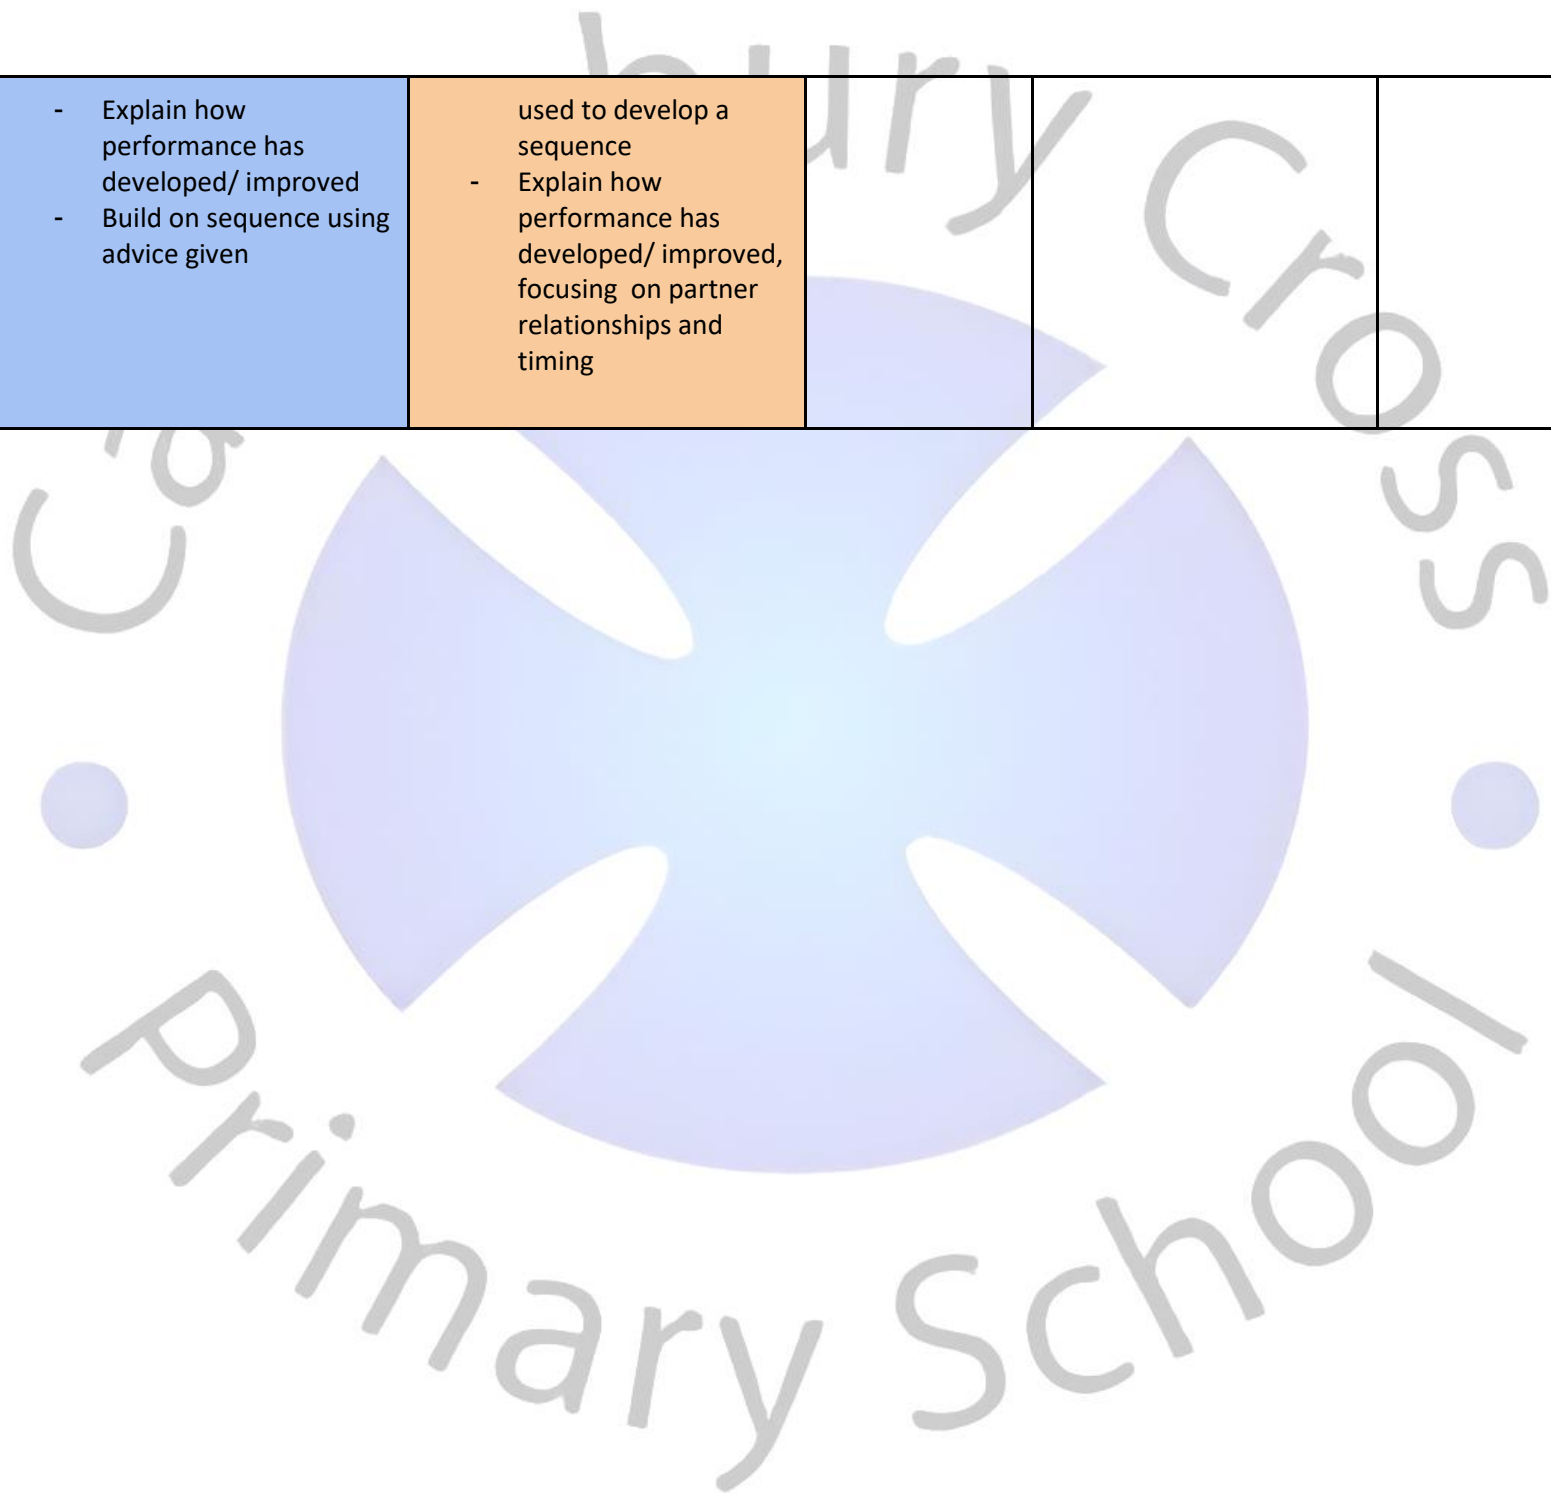 - Explain how
performance has
developed/ improved
- Build on sequence using
advice given
used to develop a
sequence
- Explain how
performance has
developed/ improved,
focusing  on partner
relationships and
timing
bury Cross
Primary School